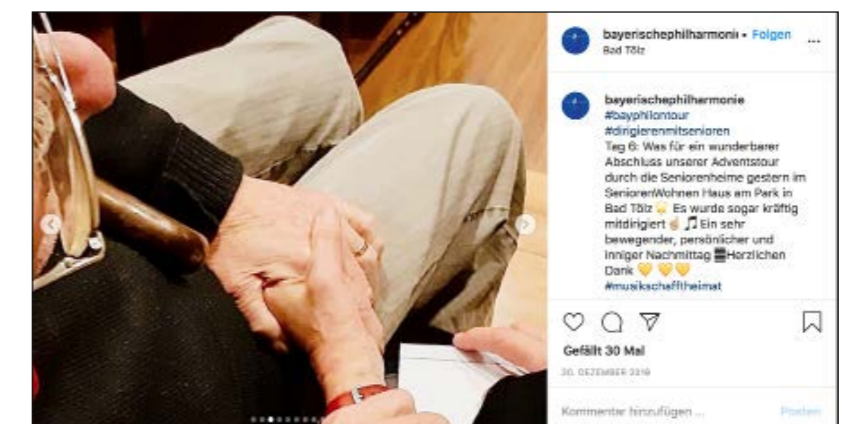 bayerischephilharmoni • Folgen
Bad Tölz
bayerischephilharmonie
#bayphilontour
#dirigierenmitsenioren
Tag 6: Was für ein wunderbarer
Abschluss unserer Adventstour
durch die Seniorenheime gestern im
SeniorenWohnen Haus am Park in
Bad Tölz 🌟 Es wurde sogar kräftig
mitdirigiert ☝ 🎵 Ein sehr
bewegender, persönlicher und
inniger Nachmittag Herzlichen
Dank 💛 💛 💛
#musikschafftheimat
Gefällt 30 Mal
20. DEZEMBER 2019
Kommentar hinzufügen ...
Posten